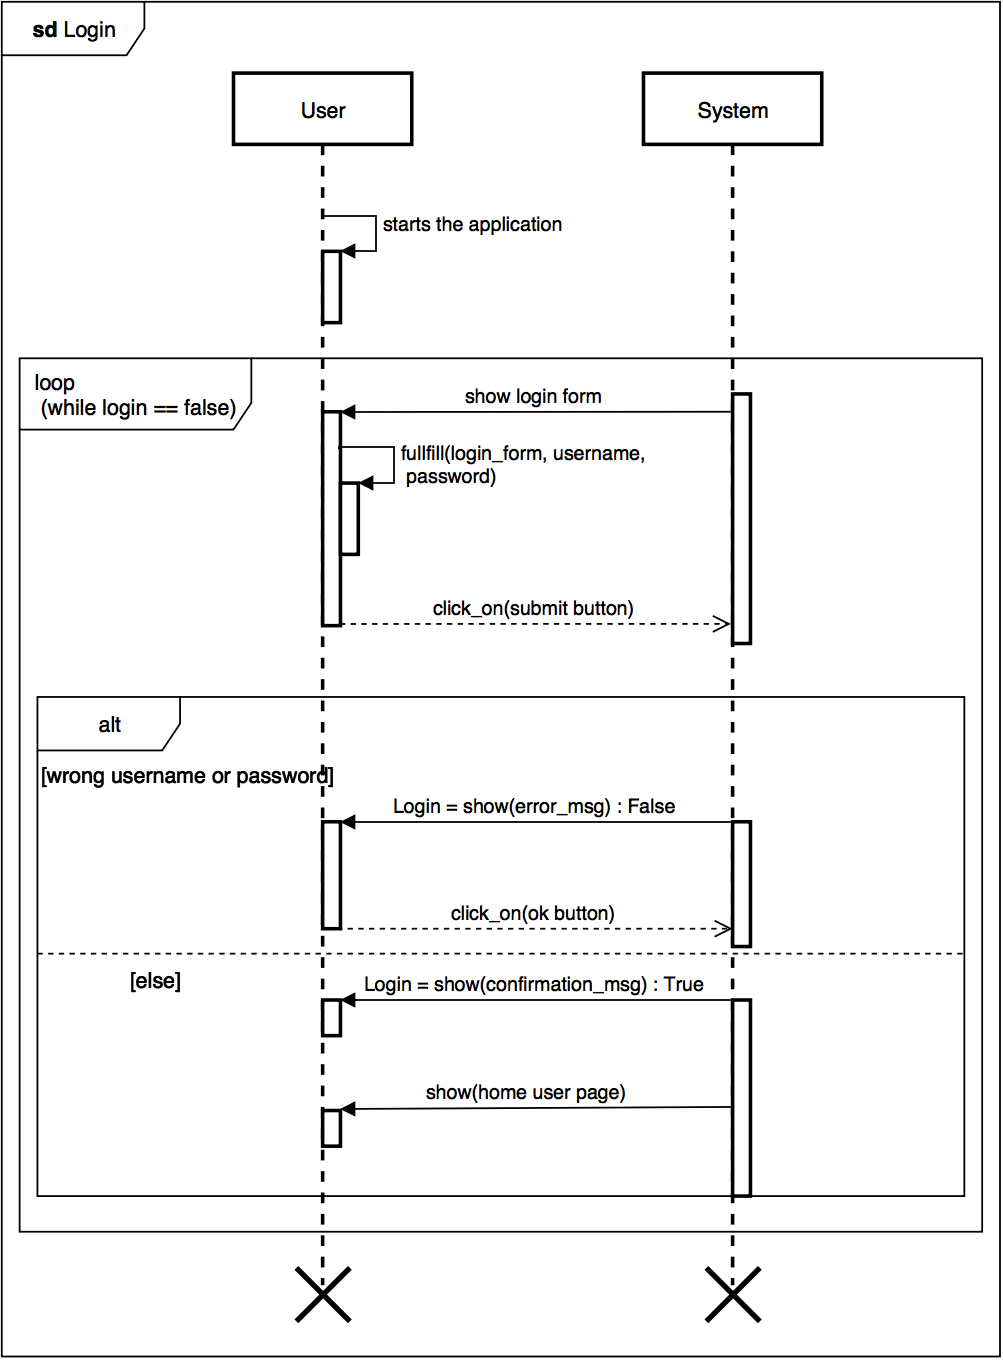 sd Login
User
System
starts the application
loop
(while login == false)
show login form
fullfill(login_form, username,
password)
click_on(submit button)
alt
[wrong username or password]
Login = show(error_msg) : False
click_on(ok button)
[else]
Login = show(confirmation_msg) : True
show(home user page)